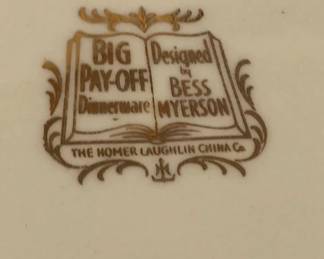 BIG
PAY-OFF
Dinnerware
Designed
by
BESS
MYERSON
THE HOMER LAUGHLIN CHINA Co